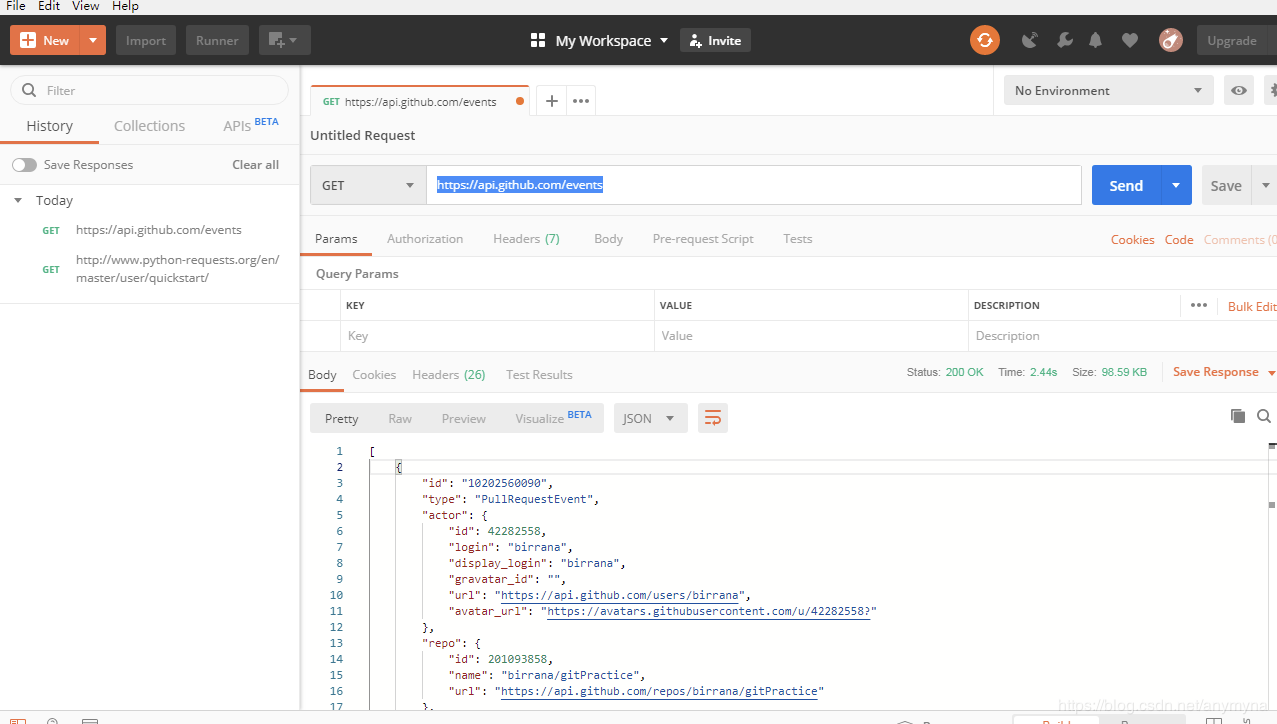 File Edit View Help
New Import Runner My Workspace Invite Upgrade
Filter
History Collections APIs BETA
Save Responses Clear all
Today
GET https://api.github.com/events
GET http://www.python-requests.org/en/
master/user/quickstart/
GET https://api.github.com/events No Environment
Untitled Request
GET https://api.github.com/events Send Save
Params Authorization Headers (7) Body Pre-request Script Tests Cookies Code Comments (0
Query Params
KEY VALUE DESCRIPTION Bulk Edit
Key Value Description
Body Cookies Headers (26) Test Results Status: 200 OK Time: 2.44s Size: 98.59 KB Save Response
Pretty Raw Preview Visualize BETA JSON
1 [
2 {
3 "id": "10202560090",
4 "type": "PullRequestEvent",
5 "actor": {
6 "id": 42282558,
7 "login": "birrana",
8 "display_login": "birrana",
9 "gravatar_id": "",
10 "url": "https://api.github.com/users/birrana",
11 "avatar_url": "https://avatars.githubusercontent.com/u/42282558?"
12 },
13 "repo": {
14 "id": 201093858,
15 "name": "birrana/gitPractice",
16 "url": "https://api.github.com/repos/birrana/gitPractice"
17 },